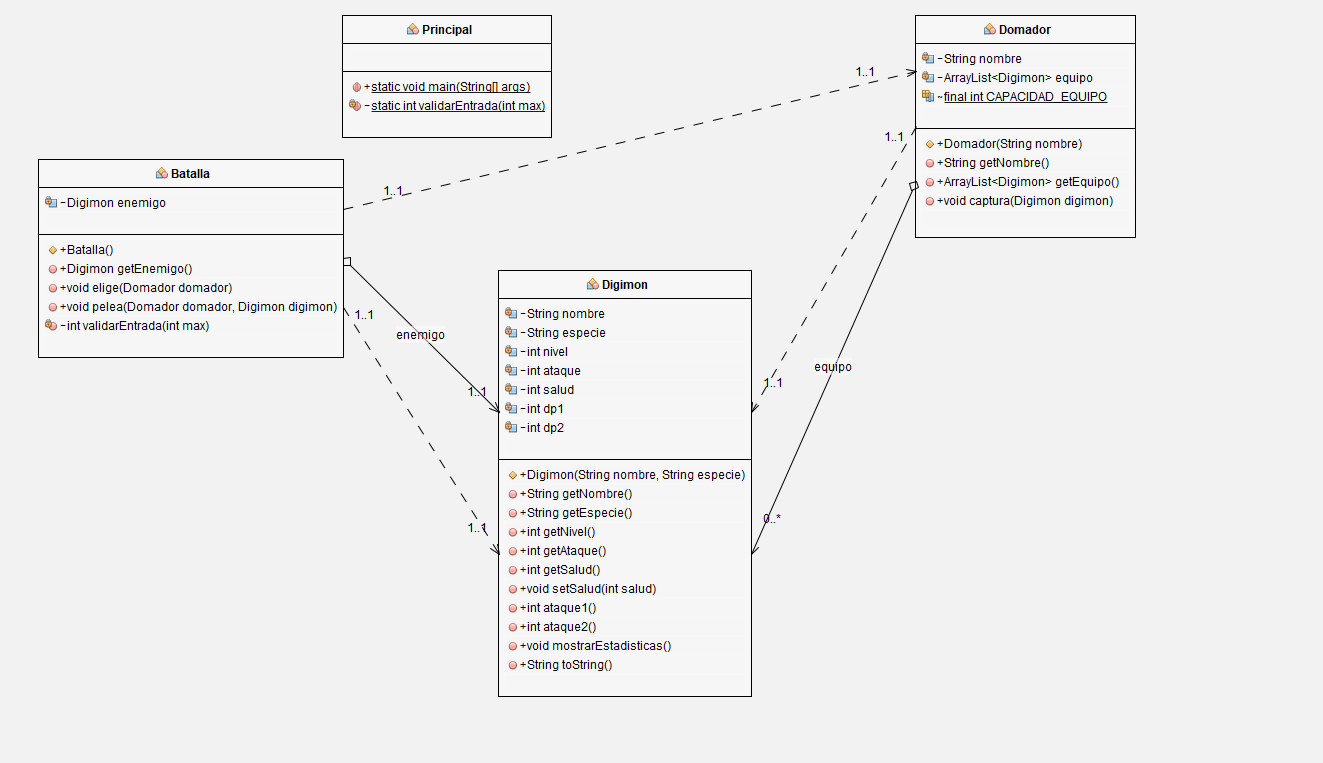 Principal
+static void main(String[] args)
-static int validarEntrada(int max)
Domador
-String nombre
-ArrayList<Digimon> equipo
~final int CAPACIDAD_EQUIPO
+Domador(String nombre)
+String getNombre()
+ArrayList<Digimon> getEquipo()
+void captura(Digimon digimon)
Batalla
-Digimon enemigo
+Batalla()
+Digimon getEnemigo()
+void elige(Domador domador)
+void pelea(Domador domador, Digimon digimon)
-int validarEntrada(int max)
1..1
1..1
1..1
1..1
enemigo
1..1
1..1
1..1
equipo
0..*
Digimon
-String nombre
-String especie
-int nivel
-int ataque
-int salud
-int dp1
-int dp2
+Digimon(String nombre, String especie)
+String getNombre()
+String getEspecie()
+int getNivel()
+int getAtaque()
+int getSalud()
+void setSalud(int salud)
+int ataque1()
+int ataque2()
+void mostrarEstadisticas()
+String toString()